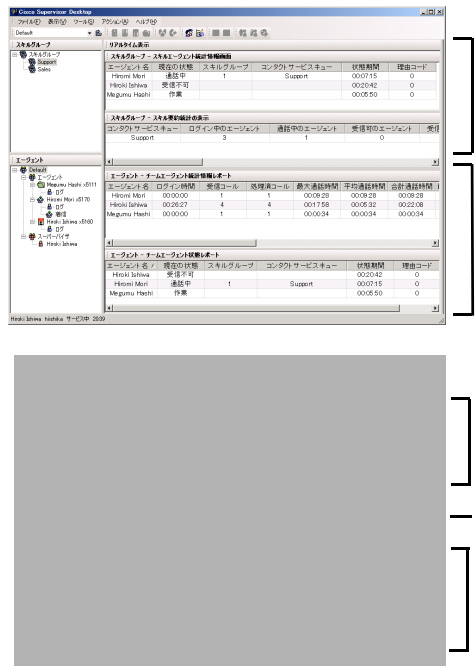 Cisco Supervisor Desktop
ファイル(F) 表示(V) ツール(S) アクション(A) ヘルプ(H)
Default
スキルグループ
スキルグループ
Support
Sales
リアルタイム表示
スキルグループ - スキルエージェント統計情報画面
エージェント名 現在の状態 スキルグループ コンタクトサービスキュー 状態期間 理由コード
Hiromi Mori 通話中 1 Support 00:07:15 0
Hiroki Ishiwa 受信不可 00:20:42 0
Megumu Hashi 作業 00:05:50 0
スキルグループ - スキル要約統計の表示
コンタクトサービスキュー ログイン中のエージェント 通話中のエージェント 受信可のエージェント 受信
Support 3 1 0
エージェント
Default
エージェント
Megumu Hashi x5111
ログ
Hiromi Mori x5170
ログ
着信
Hiroki Ishiwa x5160
ログ
スーパーバイザ
Hiroki Ishiwa
エージェント - チームエージェント統計情報レポート
エージェント名 ログイン時間 受信コール 処理済コール 最大通話時間 平均通話時間 合計通話時間
Hiromi Mori 00:00:00 1 1 00:09:28 00:09:28 00:09:28
Hiroki Ishiwa 00:26:27 4 4 00:17:58 00:05:32 00:22:08
Megumu Hashi 00:00:00 1 1 00:00:34 00:00:34 00:00:34
エージェント - チームエージェント状態レポート
エージェント名 / 現在の状態 スキルグループ コンタクトサービスキュー 状態期間 理由コード
Hiroki Ishiwa 受信不可 00:20:42 0
Hiromi Mori 通話中 1 Support 00:07:15 0
Megumu Hashi 作業 00:05:50 0
Hiroki Ishiwa サービス中 20:39